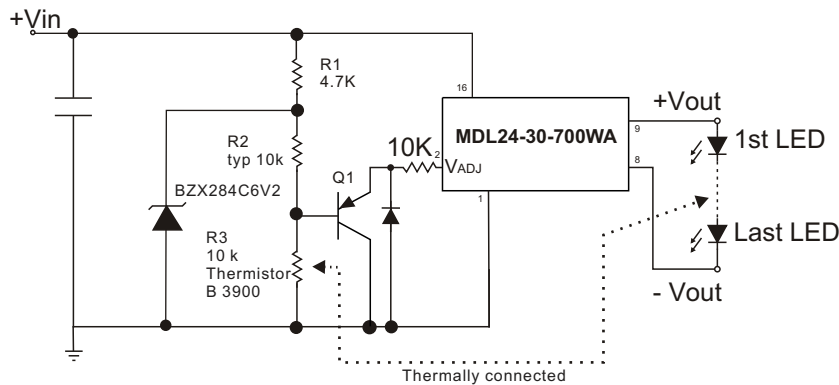 +Vin
R1
4.7K
16
MDL24-30-700WA
+Vout
9
1st LED
R2
typ 10k
10K
2
VADJ
8
Q1
BZX284C6V2
1
R3
10 k
Thermistor
B 3900
Last LED
- Vout
Thermally connected